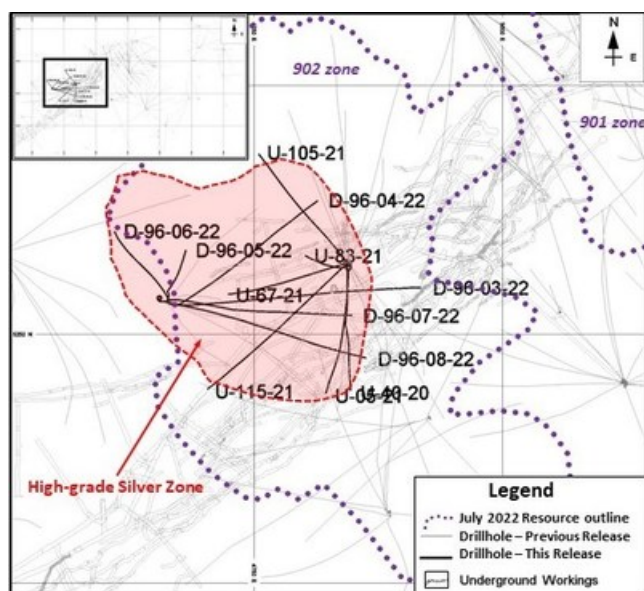 N
E
902 zone
901 zone
U-105-21
D-96-04-22
D-96-06-22
D-96-05-22
U-83-21
U-67-21
D-96-03-22
D-96-07-22
D-96-08-22
U-115-21
High-grade Silver Zone
Legend
July 2022 Resource outline
Drillhole – Previous Release
Drillhole – This Release
Underground Workings